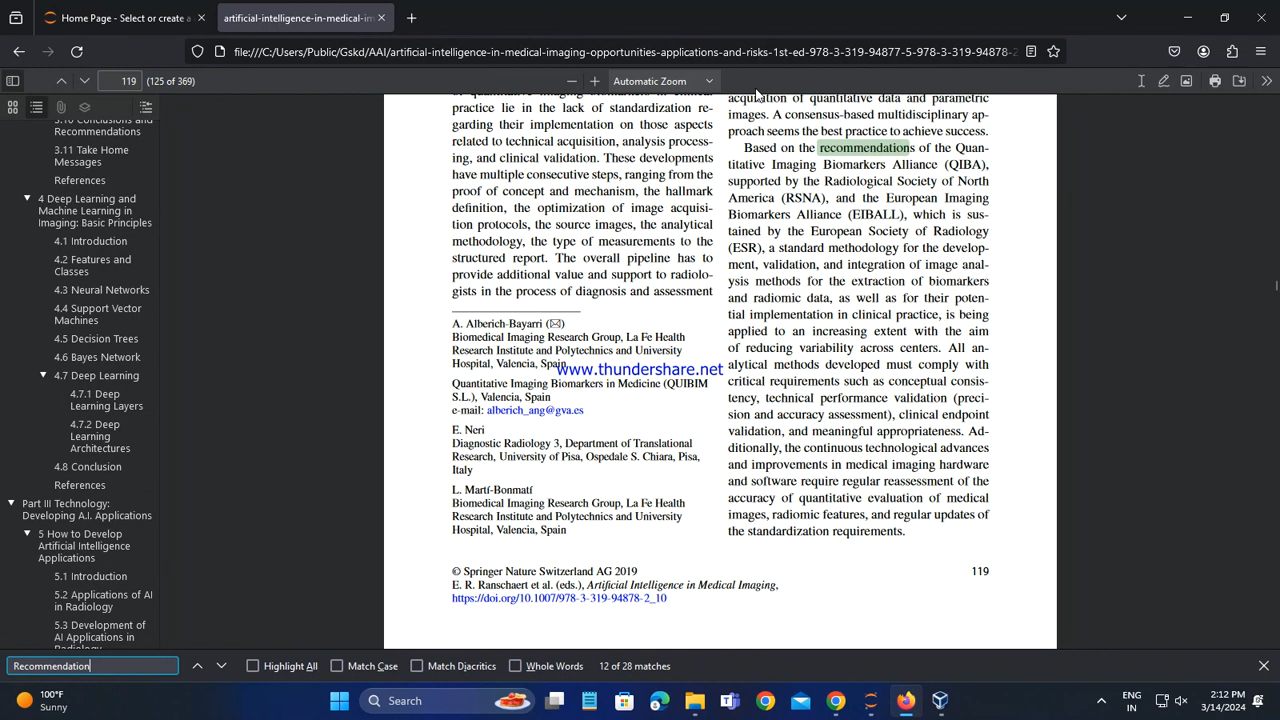 Home Page - Select or create a
artificial-intelligence-in-medical-im
file:///C:/Users/Public/Gskd/AAI/artificial-intelligence-in-medical-imaging-opportunities-applications-and-risks-1st-ed-978-3-319-94877-5-978-3-319-94878-2
119
(125 of 369)
Automatic Zoom
3.10 Conclusions and
Recommendations
3.11 Take Home
Messages
References
4 Deep Learning and
Machine Learning in
Imaging: Basic Principles
4.1 Introduction
4.2 Features and
Classes
4.3 Neural Networks
4.4 Support Vector
Machines
4.5 Decision Trees
4.6 Bayes Network
4.7 Deep Learning
4.7.1 Deep
Learning Layers
4.7.2 Deep
Learning
Architectures
4.8 Conclusion
References
Part III Technology:
Developing A.I. Applications
5 How to Develop
Artificial Intelligence
Applications
5.1 Introduction
5.2 Applications of AI
in Radiology
5.3 Development of
AI Applications in
Radiology
of quantitative imaging biomarkers in clinical
practice lie in the lack of standardization re-
garding their implementation on those aspects
related to technical acquisition, analysis process-
ing, and clinical validation. These developments
have multiple consecutive steps, ranging from the
proof of concept and mechanism, the hallmark
definition, the optimization of image acquisi-
tion protocols, the source images, the analytical
methodology, the type of measurements to the
structured report. The overall pipeline has to
provide additional value and support to radiolo-
gists in the process of diagnosis and assessment
A. Alberich-Bayarri (✉)
Biomedical Imaging Research Group, La Fe Health
Research Institute and Polytechnics and University
Hospital, Valencia, Spain
www.thundershare.net
Quantitative Imaging Biomarkers in Medicine (QUIBIM
S.L.), Valencia, Spain
e-mail: alberich_ang@gva.es
E. Neri
Diagnostic Radiology 3, Department of Translational
Research, University of Pisa, Ospedale S. Chiara, Pisa,
Italy
L. Martí-Bonmatí
Biomedical Imaging Research Group, La Fe Health
Research Institute and Polytechnics and University
Hospital, Valencia, Spain
acquisition of quantitative data and parametric
images. A consensus-based multidisciplinary ap-
proach seems the best practice to achieve success.
Based on the recommendations of the Quan-
titative Imaging Biomarkers Alliance (QIBA),
supported by the Radiological Society of North
America (RSNA), and the European Imaging
Biomarkers Alliance (EIBALL), which is sus-
tained by the European Society of Radiology
(ESR), a standard methodology for the develop-
ment, validation, and integration of image anal-
ysis methods for the extraction of biomarkers
and radiomic data, as well as for their poten-
tial implementation in clinical practice, is being
applied to an increasing extent with the aim
of reducing variability across centers. All an-
alytical methods developed must comply with
critical requirements such as conceptual consis-
tency, technical performance validation (preci-
sion and accuracy assessment), clinical endpoint
validation, and meaningful appropriateness. Ad-
ditionally, the continuous technological advances
and improvements in medical imaging hardware
and software require regular reassessment of the
accuracy of quantitative evaluation of medical
images, radiomic features, and regular updates of
the standardization requirements.
© Springer Nature Switzerland AG 2019
119
E. R. Ranschaert et al. (eds.), Artificial Intelligence in Medical Imaging,
https://doi.org/10.1007/978-3-319-94878-2_10
Recommendation
Highlight All
Match Case
Match Diacritics
Whole Words
12 of 28 matches
100°F
Sunny
Search
ENG
IN
2:12 PM
3/14/2024